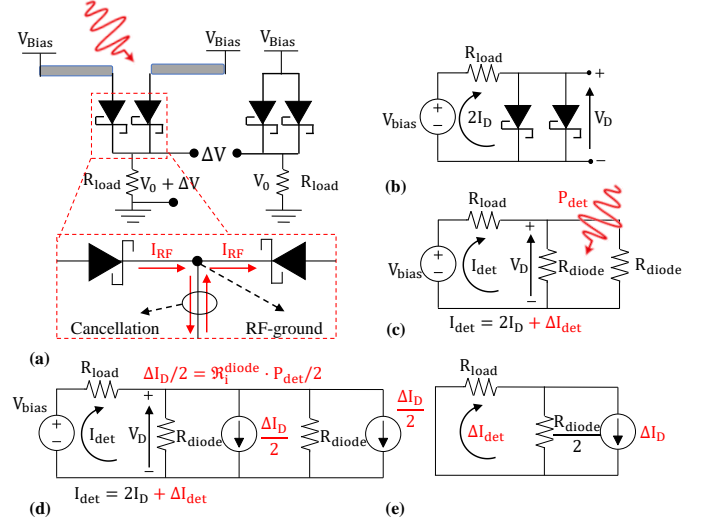 V_Bias
V_Bias
V_Bias
ΔV
R_load
V_0 + ΔV
V_0
R_load
I_RF
I_RF
Cancellation
RF-ground
(a)
R_load
V_bias
2I_D
+
−
+
V_D
−
(b)
P_det
R_load
V_bias
+
−
I_det
+
V_D
−
R_diode
R_diode
(c)
I_det = 2I_D + ΔI_det
R_load
ΔI_D/2 = ℜ_i^diode · P_det/2
V_bias
+
−
I_det
+
V_D
−
R_diode
ΔI_D
2
R_diode
ΔI_D
2
(d)
I_det = 2I_D + ΔI_det
R_load
ΔI_det
R_diode
2
ΔI_D
(e)